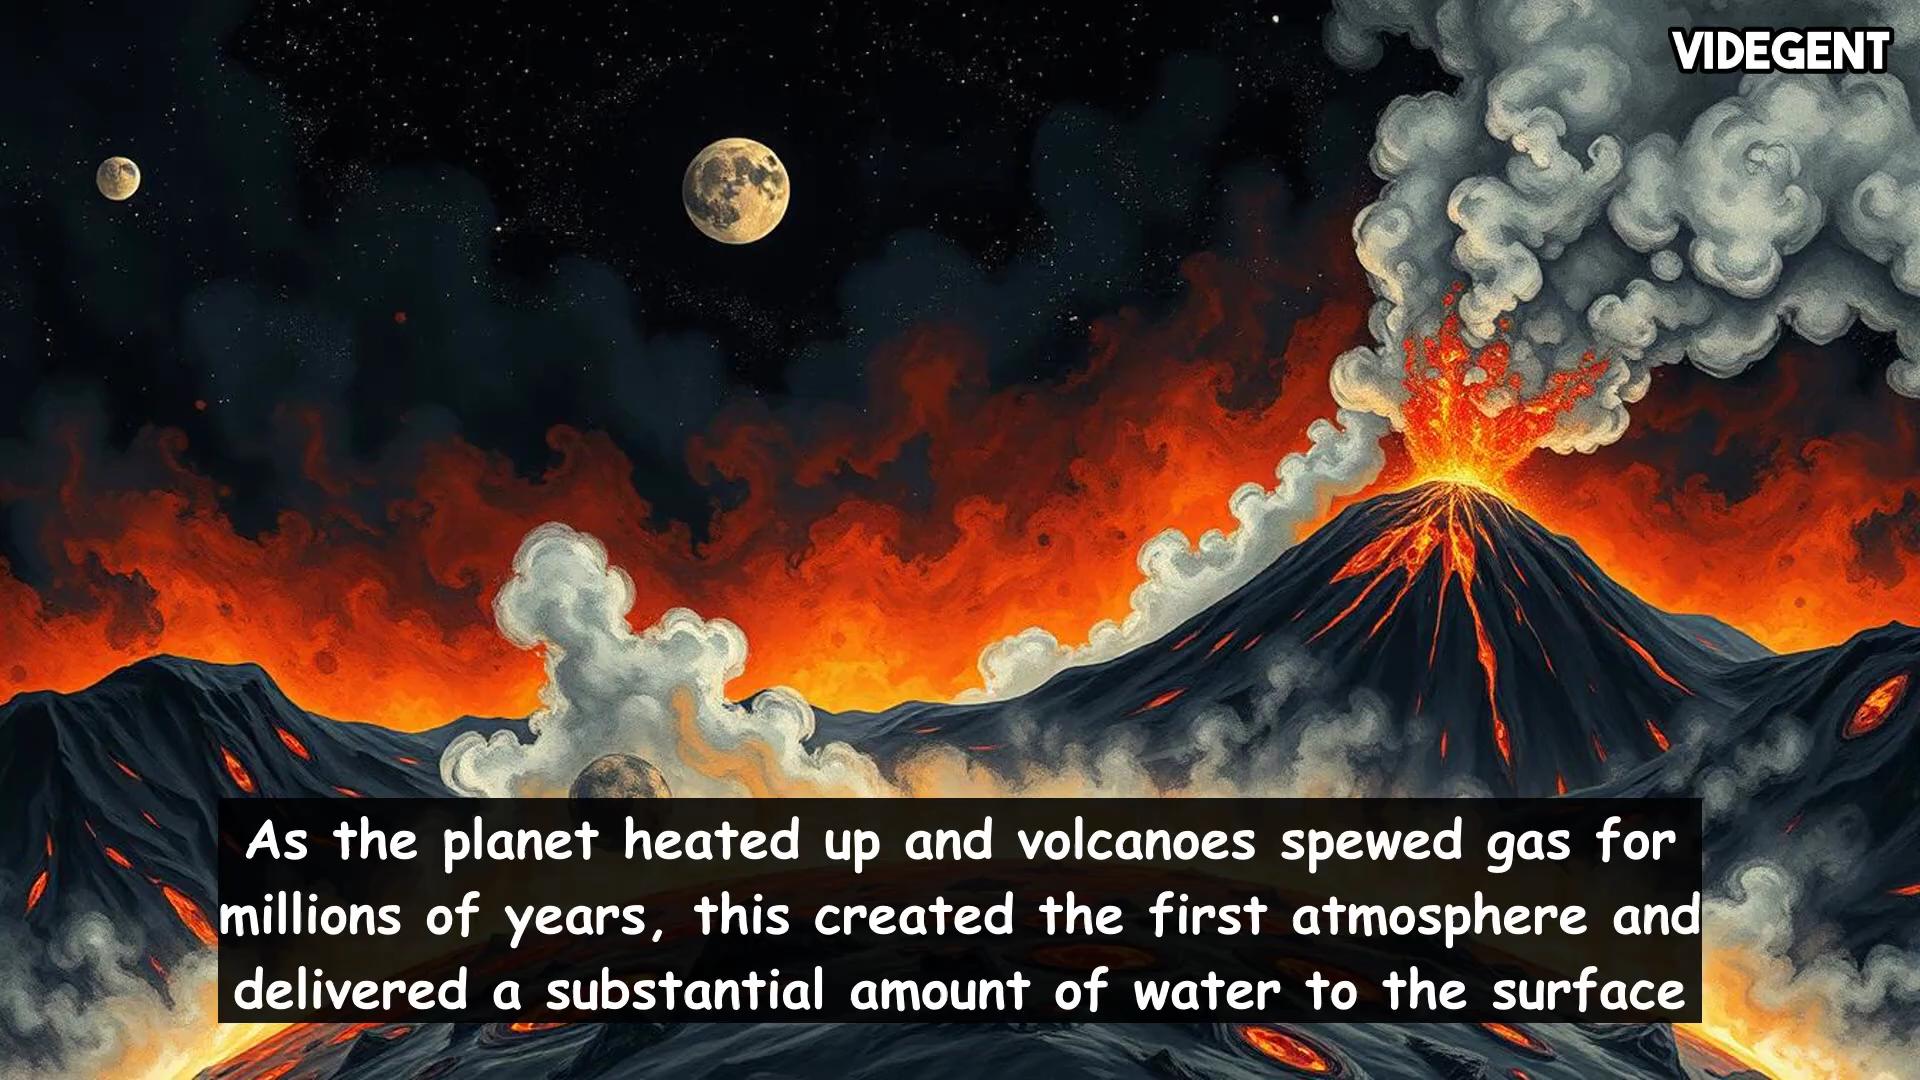 VIDEGENT
As the planet heated up and volcanoes spewed gas for
millions of years, this created the first atmosphere and
delivered a substantial amount of water to the surface